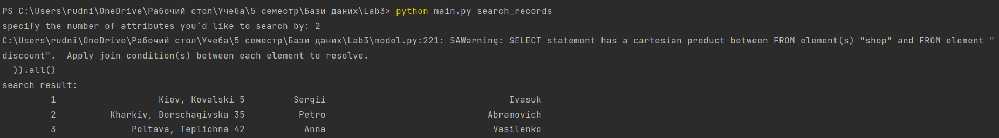 PS C:\Users\rudni\OneDrive\Рабочий стол\Учеба\5 семестр\Бази даних\Lab3> python main.py search_records
specify the number of attributes you`d like to search by: 2
C:\Users\rudni\OneDrive\Рабочий стол\Учеба\5 семестр\Бази даних\Lab3\model.py:221: SAWarning: SELECT statement has a cartesian product between FROM element(s) "shop" and FROM element "
discount".  Apply join condition(s) between each element to resolve.
  )).all()
search result:
         1                   Kiev, Kovalski 5         Sergii                                  Ivasuk
         2          Kharkiv, Borschagivska 35          Petro                              Abramovich
         3              Poltava, Teplichna 42           Anna                               Vasilenko